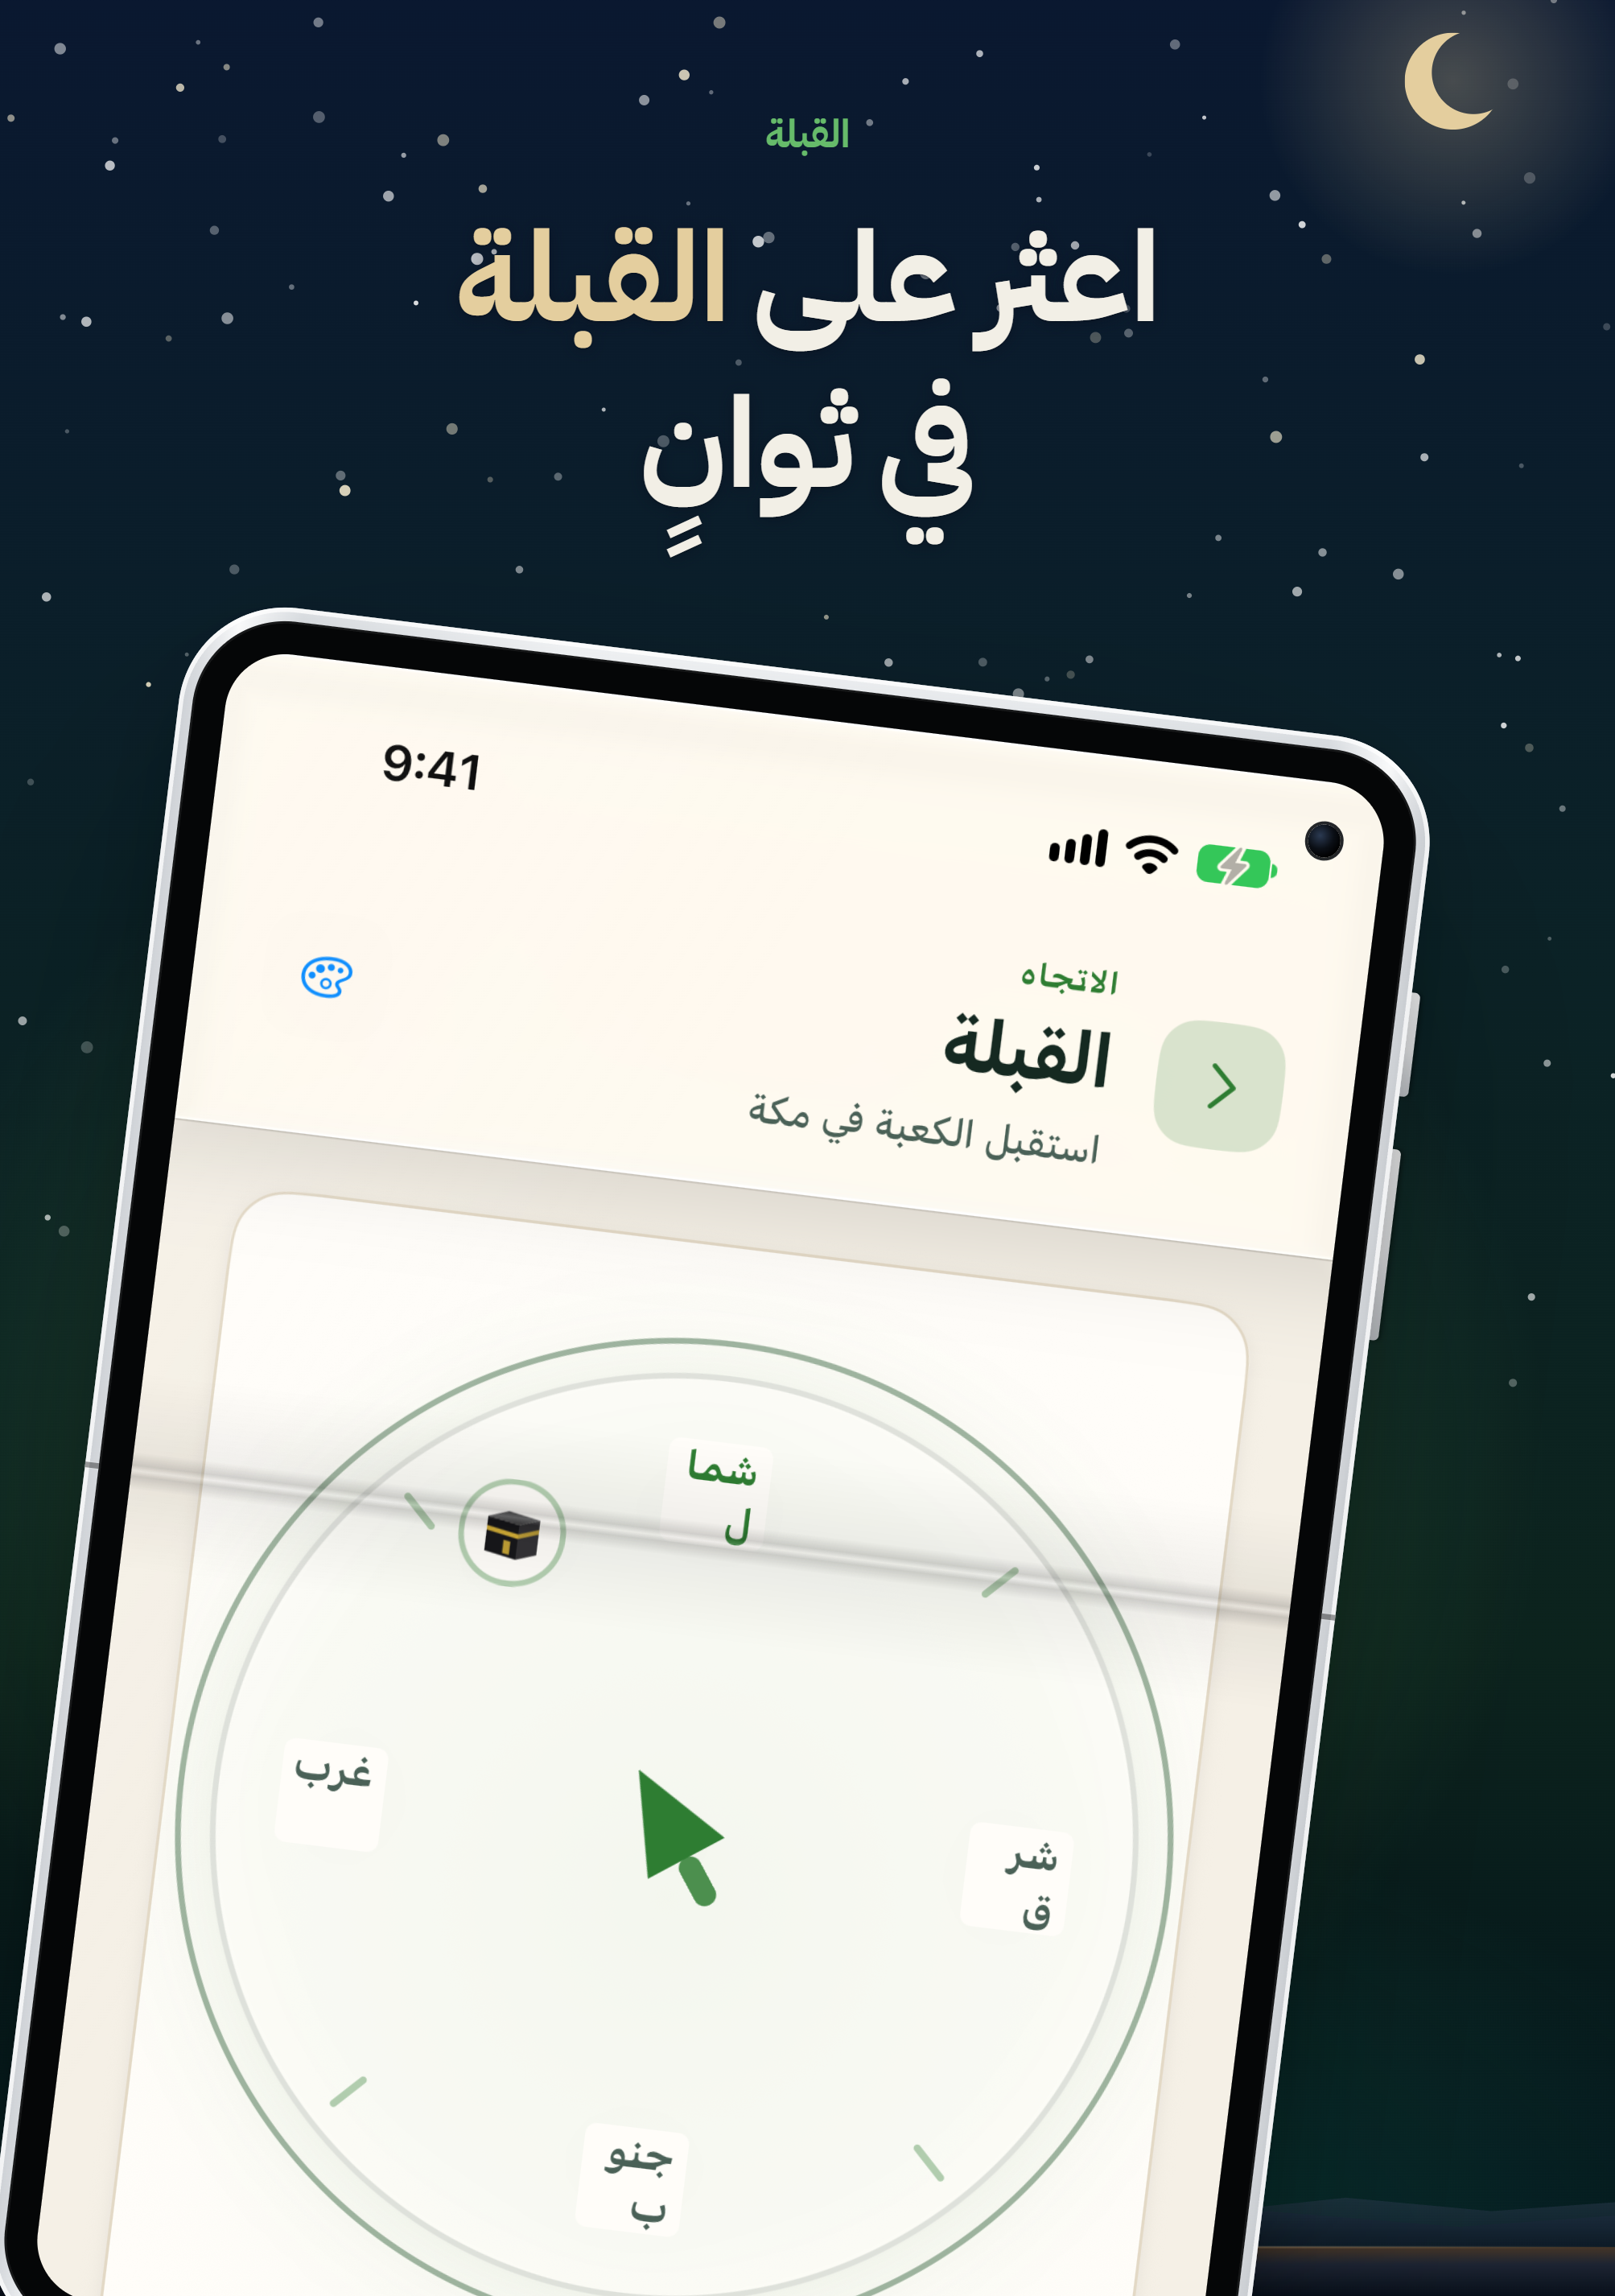 القبلة
اعثر على القبلة
في ثوانٍ
9:41
الاتجاه
القبلة
استقبل الكعبة في مكة
شما
ل
غرب
شر
ق
جنو
ب